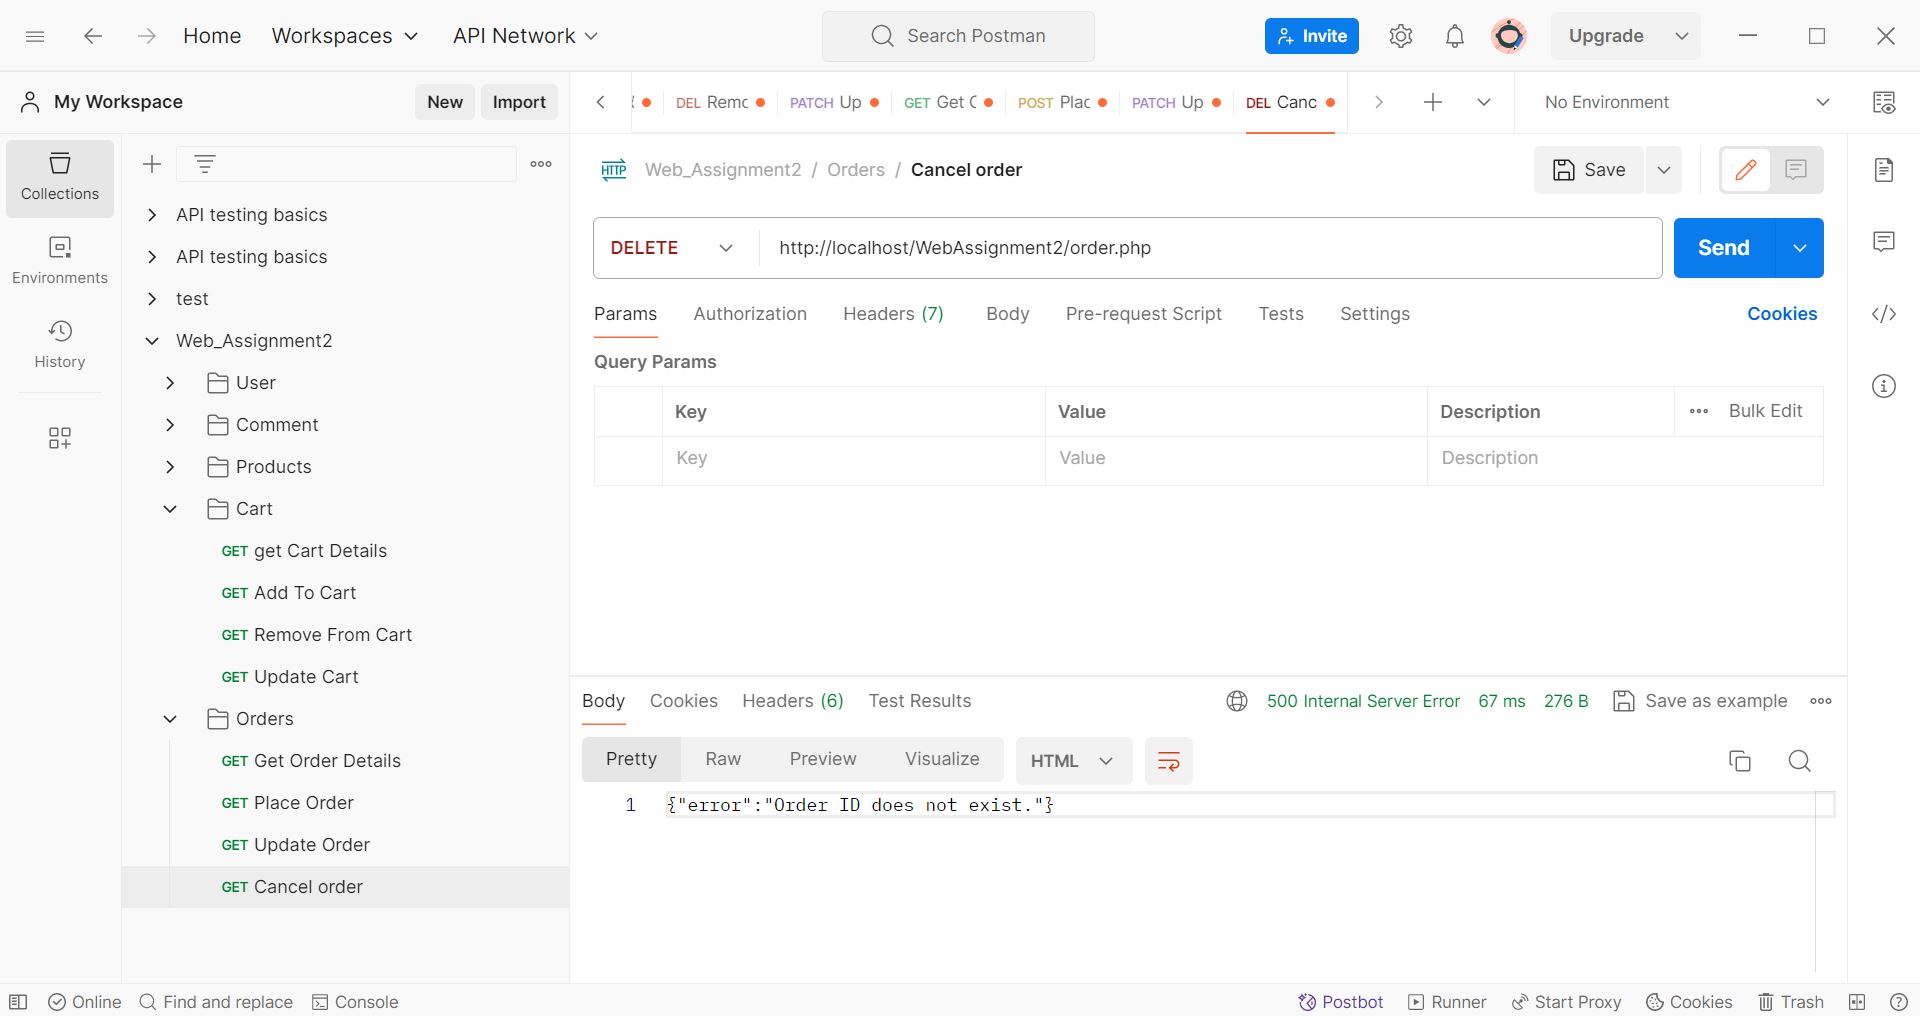 Home Workspaces API Network Search Postman Invite Upgrade
My Workspace New Import DEL Remc PATCH Up GET Get C POST Plac PATCH Up DEL Canc No Environment
Collections
Environments
History
API testing basics
API testing basics
test
Web_Assignment2
User
Comment
Products
Cart
GET get Cart Details
GET Add To Cart
GET Remove From Cart
GET Update Cart
Orders
GET Get Order Details
GET Place Order
GET Update Order
GET Cancel order
HTTP Web_Assignment2 / Orders / Cancel order Save
DELETE http://localhost/WebAssignment2/order.php Send
Params Authorization Headers (7) Body Pre-request Script Tests Settings Cookies
Query Params
Key Value Description Bulk Edit
Key Value Description
Body Cookies Headers (6) Test Results 500 Internal Server Error 67 ms 276 B Save as example
Pretty Raw Preview Visualize HTML
1 {"error":"Order ID does not exist."}
Online Find and replace Console Postbot Runner Start Proxy Cookies Trash